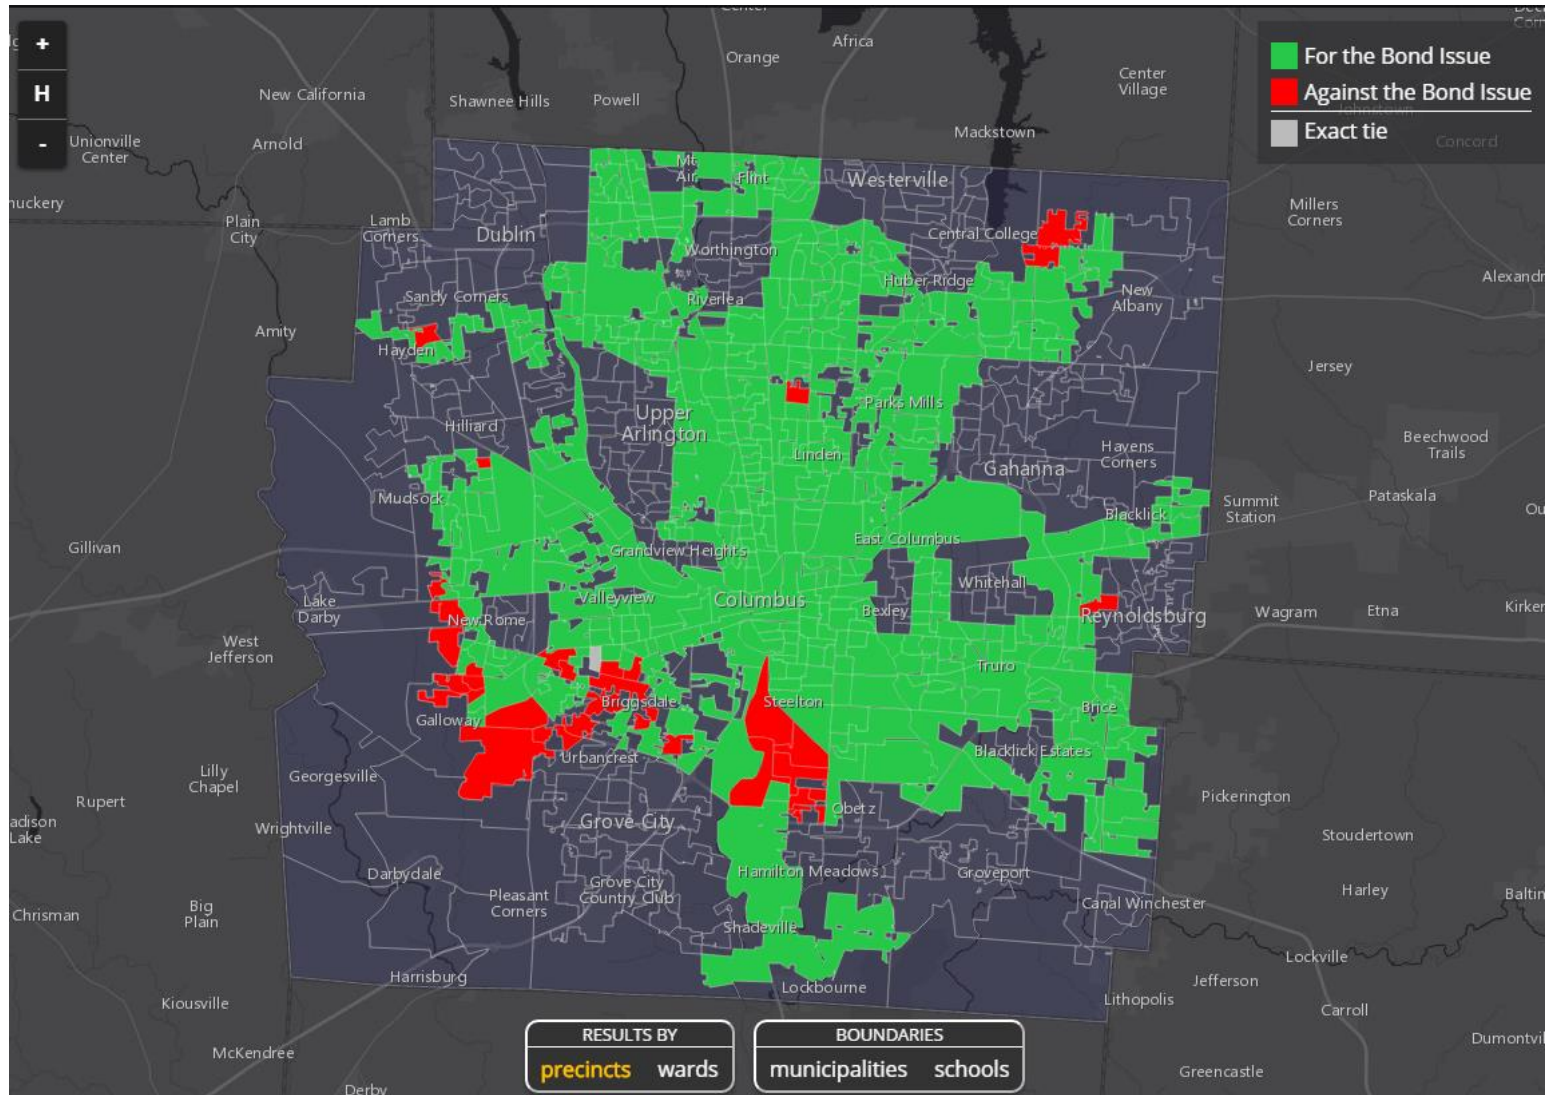 Center
Africa
Orange
+
H
-
For the Bond Issue
Against the Bond Issue
Exact tie
Center
Village
Johnstown
Concord
New California
Shawnee Hills
Powell
Mackstown
Unionville
Center
Arnold
Mt
Air
Flint
Westerville
Millers
Corners
Plain
City
Lamb
Corners
Dublin
Central College
Worthington
Sandy Corners
Riverlea
Huber Ridge
New
Albany
Amity
Hayden
Jersey
Upper
Arlington
Parks Mills
Hilliard
Linden
Gahanna
Havens
Corners
Beechwood
Trails
Mudsock
Blacklick
Summit
Station
Pataskala
Gillivan
Grandview Heights
East Columbus
Whitehall
Lake
Darby
New Rome
Valleyview
Columbus
Bexley
Reynoldsburg
Wagram
Etna
West
Jefferson
Truro
Galloway
Briggsdale
Steelton
Brice
Urbancrest
Blacklick Estates
Lilly
Chapel
Georgesville
Rupert
Pickerington
Obetz
Wrightville
Grove City
Stoudertown
Darbydale
Hamilton Meadows
Groveport
Pleasant
Corners
Grove City
Country Club
Canal Winchester
Harley
Big
Plain
Chrisman
Shadeville
Harrisburg
Lockbourne
Lockville
Jefferson
Lithopolis
Carroll
Kiousville
McKendree
Derby
Greencastle
RESULTS BY
precincts wards
BOUNDARIES
municipalities schools